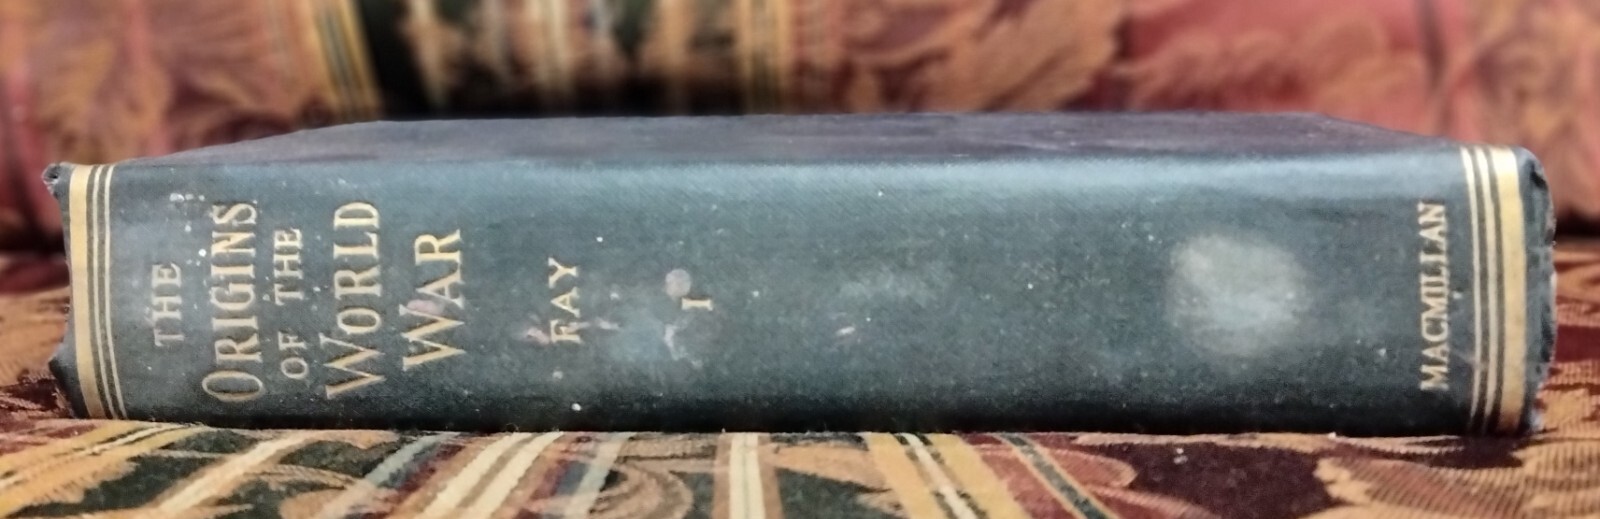 THE
ORIGINS
OF THE
WORLD
WAR
FAY
I
MACMILLAN